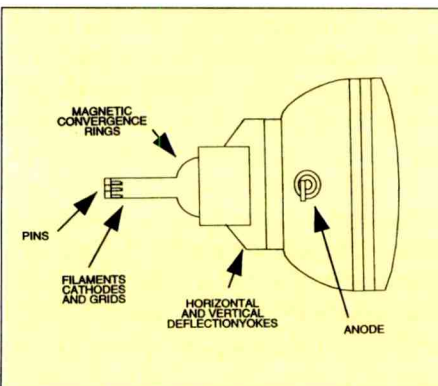 MAGNETIC
CONVERGENCE
RINGS
PINS
FILAMENTS
CATHODES
AND GRIDS
HORIZONTAL
AND VERTICAL
DEFLECTIONYOKES
ANODE